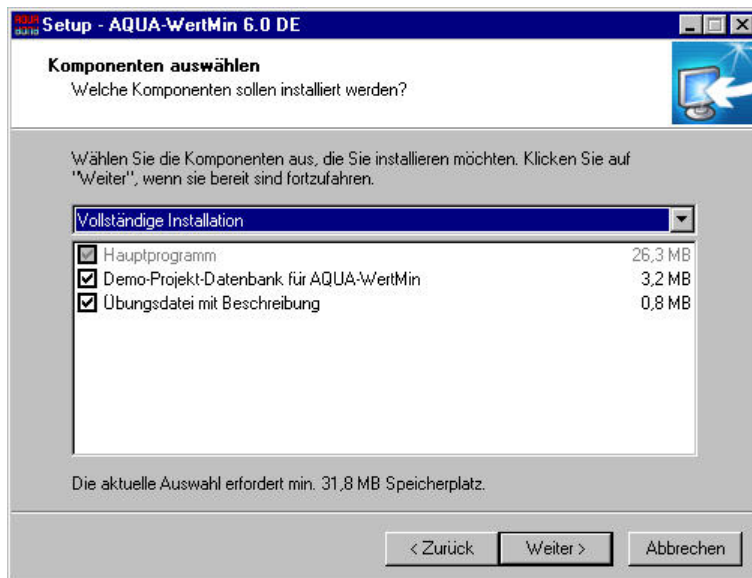 AQUA
Band
Setup - AQUA-WertMin 6.0 DE
Komponenten auswählen
Welche Komponenten sollen installiert werden?
Wählen Sie die Komponenten aus, die Sie installieren möchten. Klicken Sie auf
"Weiter", wenn sie bereit sind fortzufahren.
Vollständige Installation
Hauptprogramm 26,3 MB
Demo-Projekt-Datenbank für AQUA-WertMin 3,2 MB
Übungsdatei mit Beschreibung 0,8 MB
Die aktuelle Auswahl erfordert min. 31,8 MB Speicherplatz.
< Zurück Weiter > Abbrechen